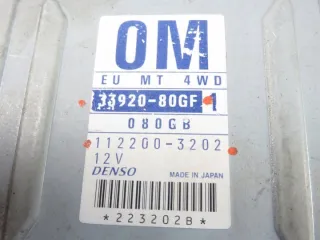 OM
EU MT 4WD
33920-80GF 1
080GB
112200-3202
12V
DENSO MADE IN JAPAN
*223202B*